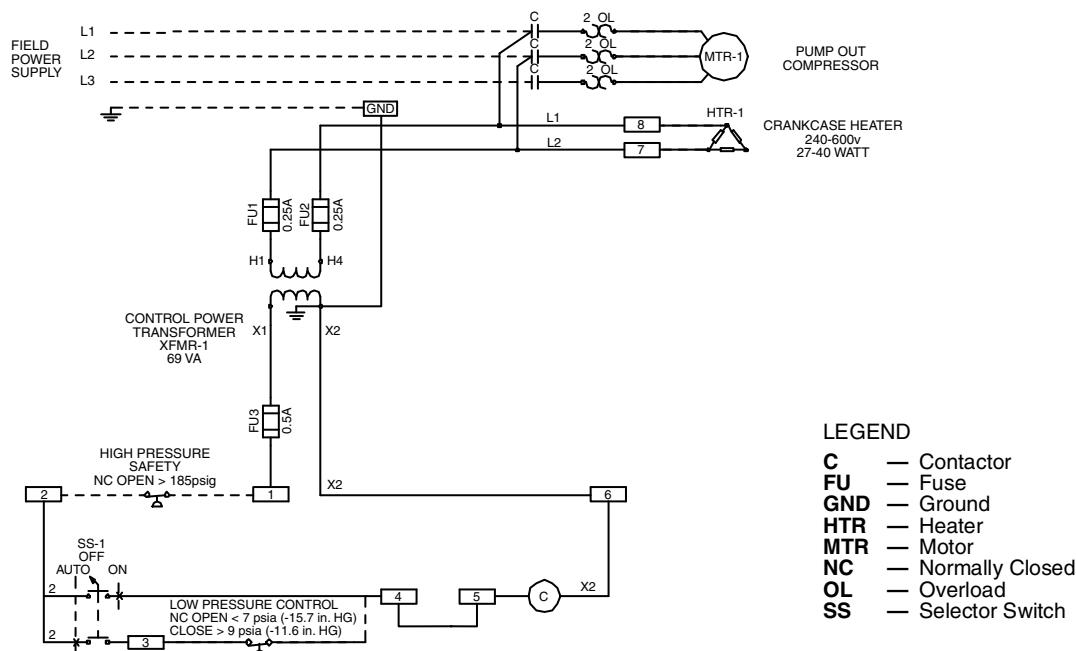 C 2 OL
L1
C 2 OL
FIELD
POWER
SUPPLY
L2
MTR-1
PUMP OUT
COMPRESSOR
C 2 OL
L3
GND
HTR-1
L1
8
CRANKCASE HEATER
240-600v
27-40 WATT
L2
7
FU1
0.25A
FU2
0.25A
H1
H4
CONTROL POWER
TRANSFORMER
XFMR-1
69 VA
X1
X2
FU3
0.5A
HIGH PRESSURE
SAFETY
NC OPEN > 185psig
2
1
X2
6
SS-1
OFF
AUTO ON
2
4
5
C
X2
LOW PRESSURE CONTROL
NC OPEN < 7 psia (-15.7 in. HG)
CLOSE > 9 psia (-11.6 in. HG)
2
3
LEGEND
C — Contactor
FU — Fuse
GND — Ground
HTR — Heater
MTR — Motor
NC — Normally Closed
OL — Overload
SS — Selector Switch